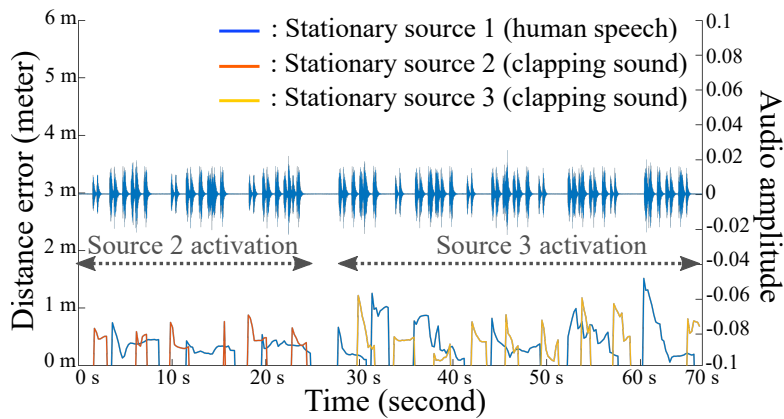 : Stationary source 1 (human speech)
: Stationary source 2 (clapping sound)
: Stationary source 3 (clapping sound)
Distance error (meter)
6 m
5 m
4 m
3 m
2 m
1 m
0 m
Source 2 activation
Source 3 activation
0.1
0.08
0.06
0.04
0.02
0
-0.02
-0.04
-0.06
-0.08
-0.1
Audio amplitude
0 s
10 s
20 s
30 s
40 s
50 s
60 s
70 s
Time (second)